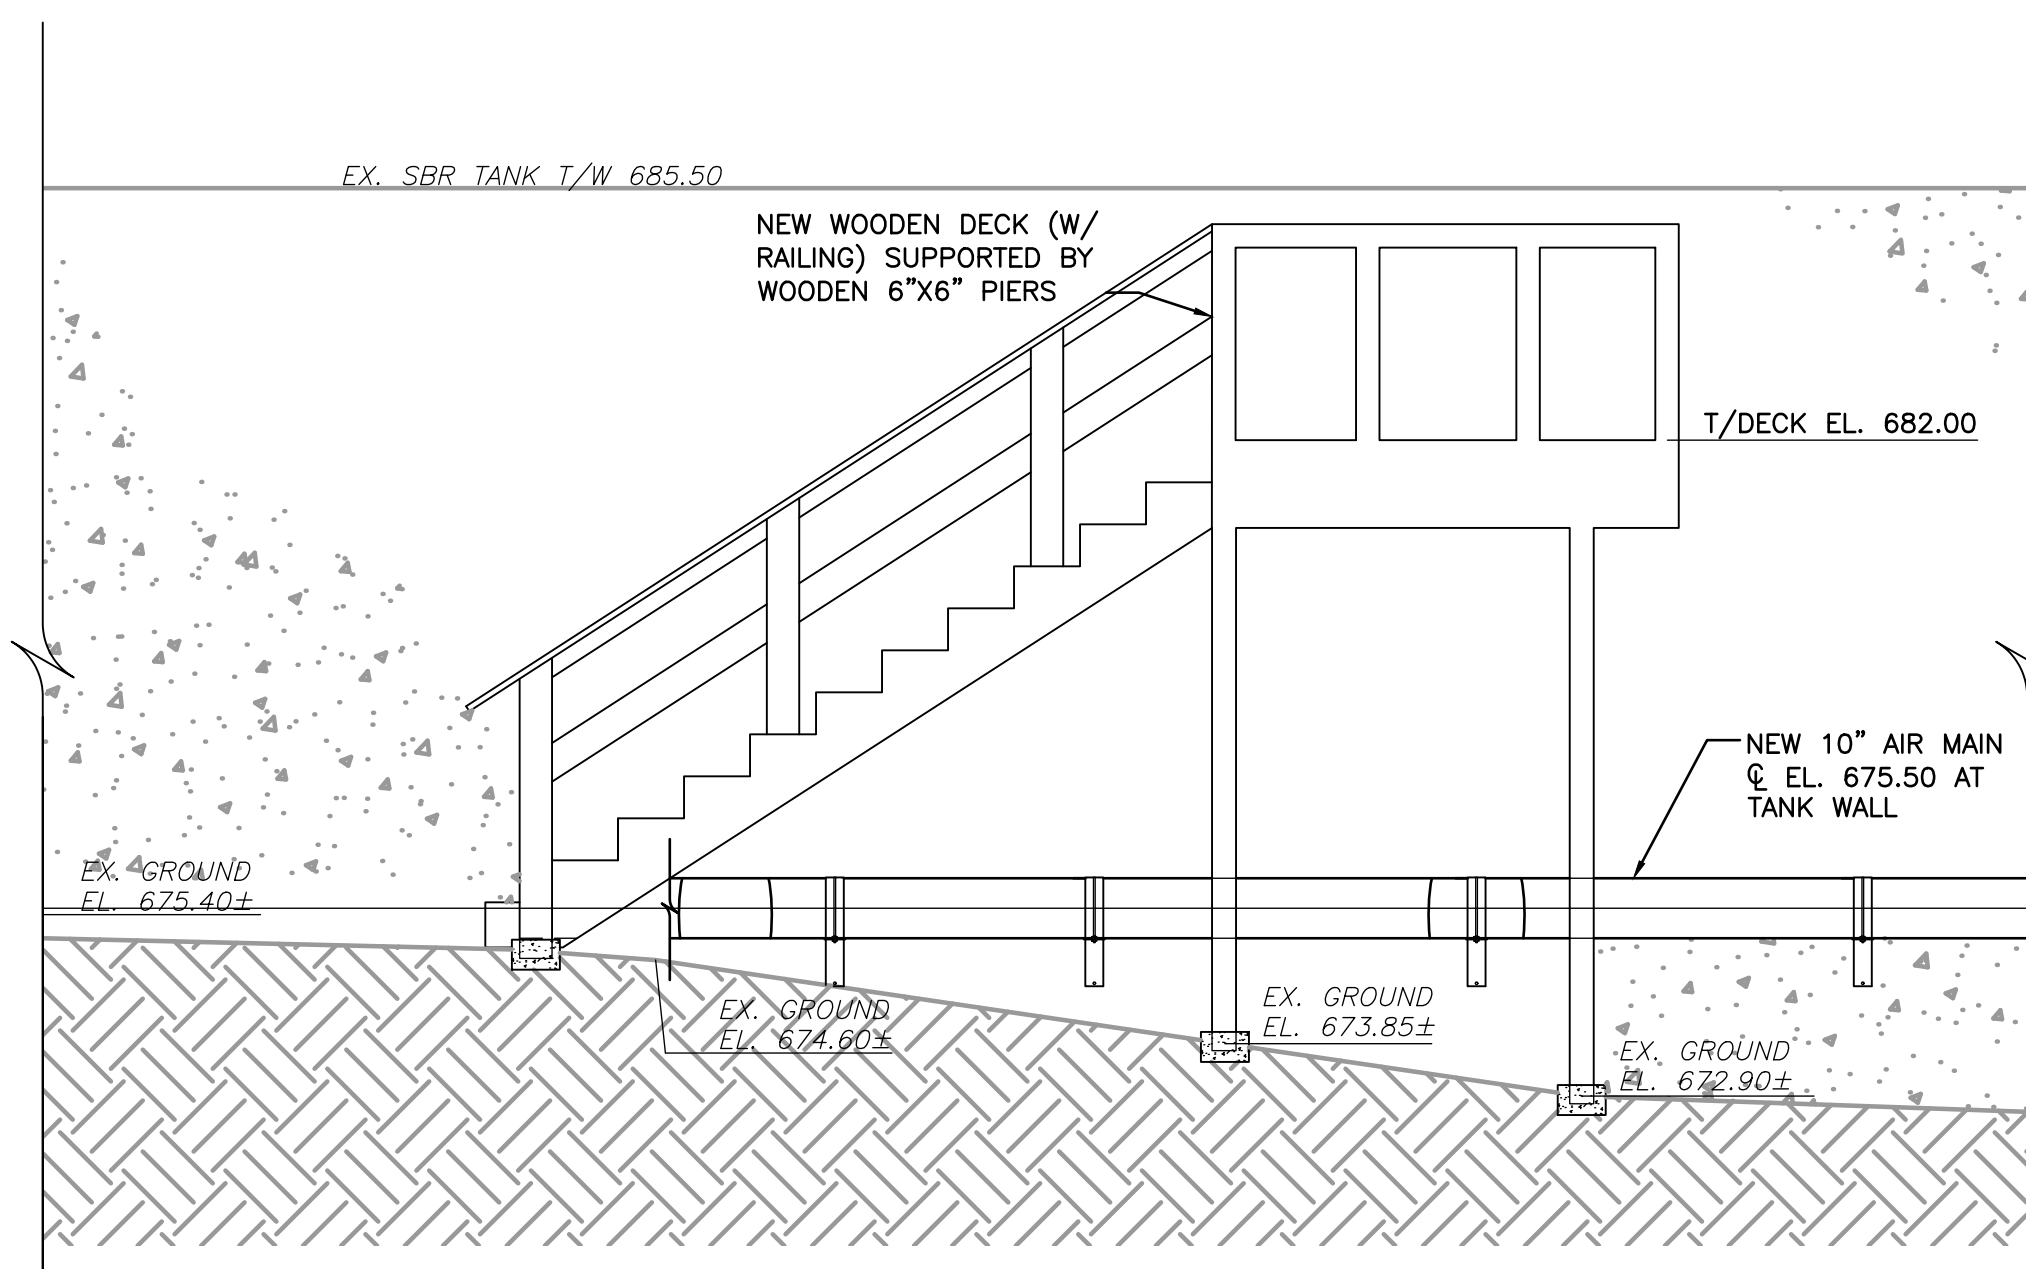 EX. SBR TANK T/W 685.50
NEW WOODEN DECK (W/
RAILING) SUPPORTED BY
WOODEN 6”X6” PIERS
T/DECK EL. 682.00
NEW 10” AIR MAIN
℄ EL. 675.50 AT
TANK WALL
EX. GROUND
EL. 675.40±
EX. GROUND
EL. 674.60±
EX. GROUND
EL. 673.85±
EX. GROUND
EL. 672.90±